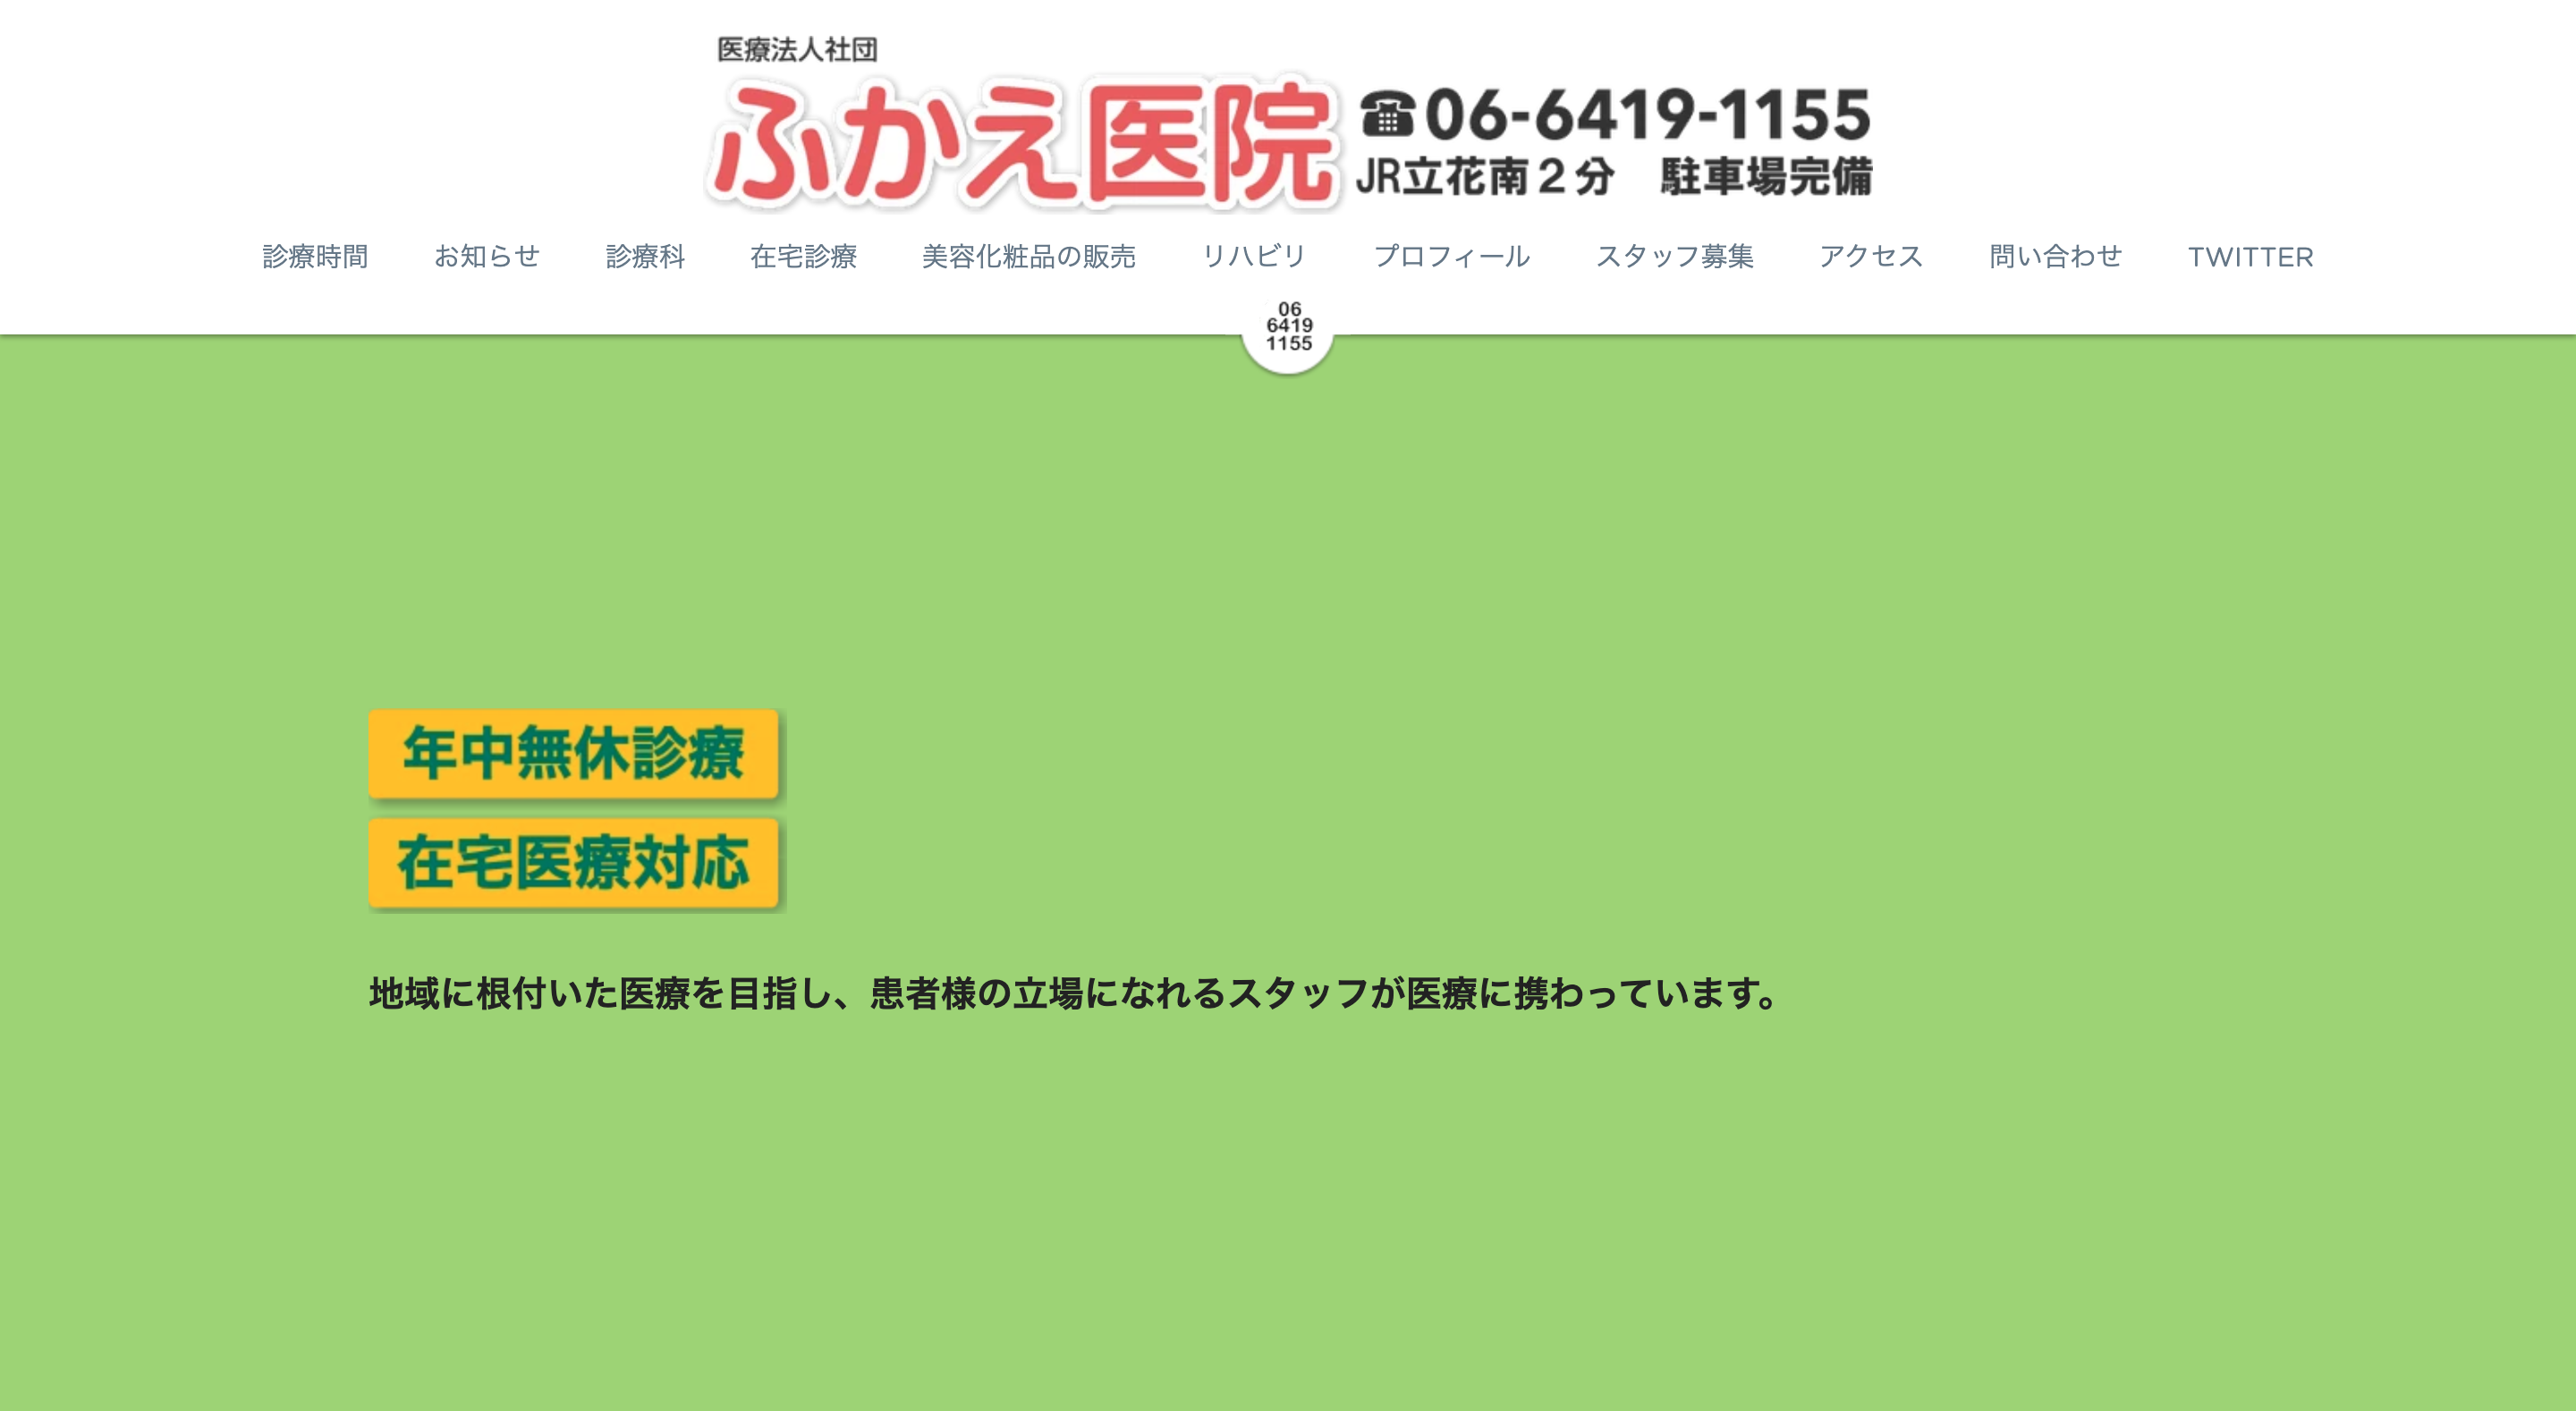 医療法人社団
ふかえ医院
☎06-6419-1155
JR立花南２分　駐車場完備
診療時間 お知らせ 診療科 在宅診療 美容化粧品の販売 リハビリ プロフィール スタッフ募集 アクセス 問い合わせ TWITTER
06
6419
1155
年中無休診療
在宅医療対応
地域に根付いた医療を目指し、患者様の立場になれるスタッフが医療に携わっています。